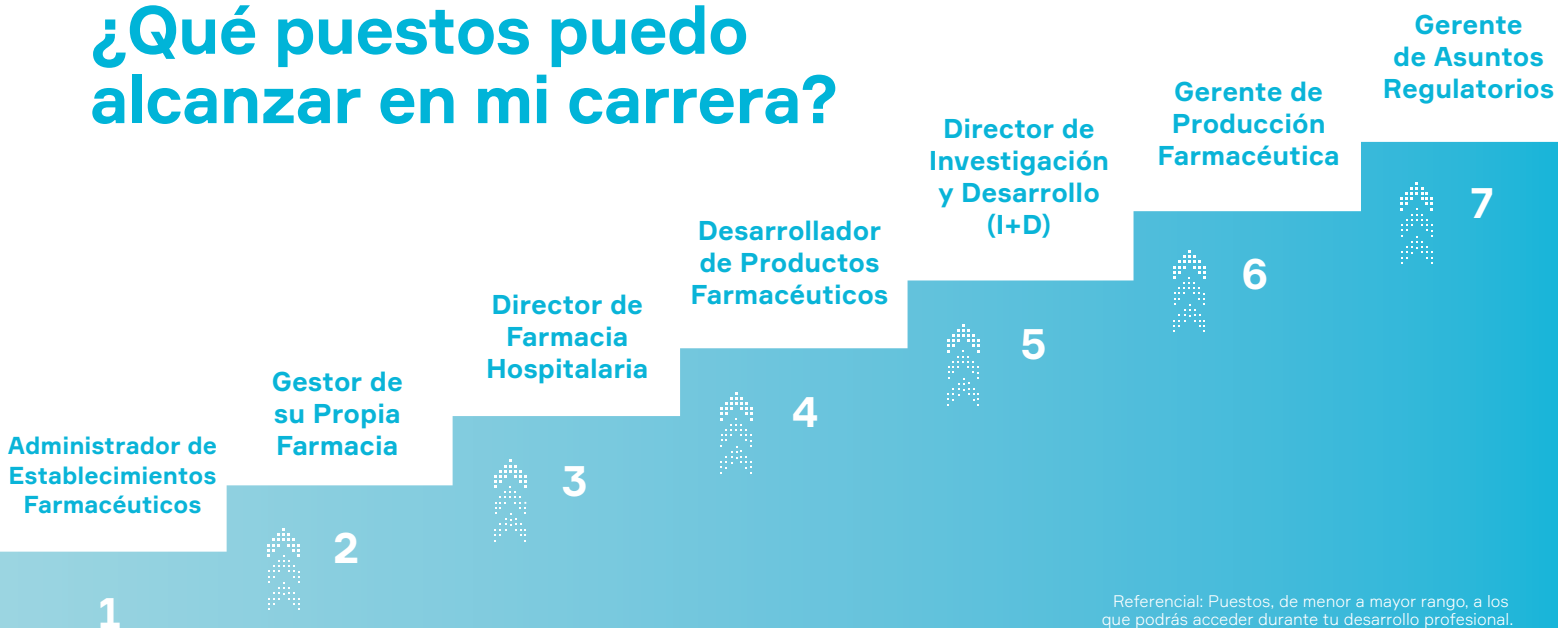 ¿Qué puestos puedo
alcanzar en mi carrera?
Administrador de
Establecimientos
Farmacéuticos
1
Gestor de
su Propia
Farmacia
2
Director de
Farmacia
Hospitalaria
3
Desarrollador
de Productos
Farmacéuticos
4
Director de
Investigación
y Desarrollo
(I+D)
5
Gerente de
Producción
Farmacéutica
6
Gerente
de Asuntos
Regulatorios
7
Referencial: Puestos, de menor a mayor rango, a los
que podrás acceder durante tu desarrollo profesional.